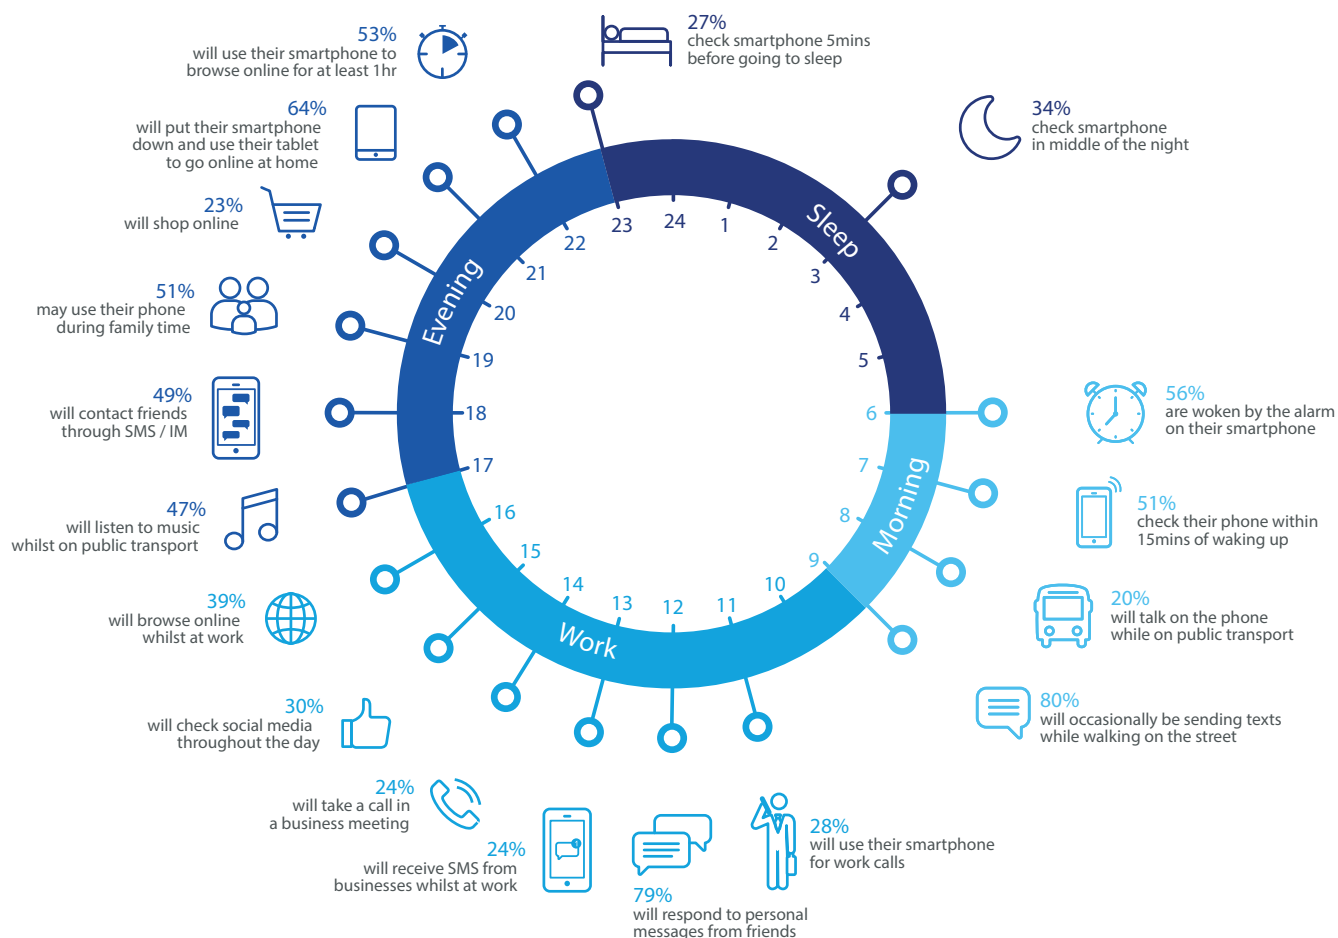 53%
will use their smartphone to
browse online for at least 1hr
27%
check smartphone 5mins
before going to sleep
64%
will put their smartphone
down and use their tablet
to go online at home
34%
check smartphone
in middle of the night
23%
will shop online
51%
may use their phone
during family time
49%
will contact friends
through SMS / IM
47%
will listen to music
whilst on public transport
39%
will browse online
whilst at work
30%
will check social media
throughout the day
24%
will take a call in
a business meeting
24%
will receive SMS from
businesses whilst at work
79%
will respond to personal
messages from friends
28%
will use their smartphone
for work calls
80%
will occasionally be sending texts
while walking on the street
20%
will talk on the phone
while on public transport
51%
check their phone within
15mins of waking up
56%
are woken by the alarm
on their smartphone
Sleep
Morning
Work
Evening
24
1
2
3
4
5
6
7
8
9
10
11
12
13
14
15
16
17
18
19
20
21
22
23